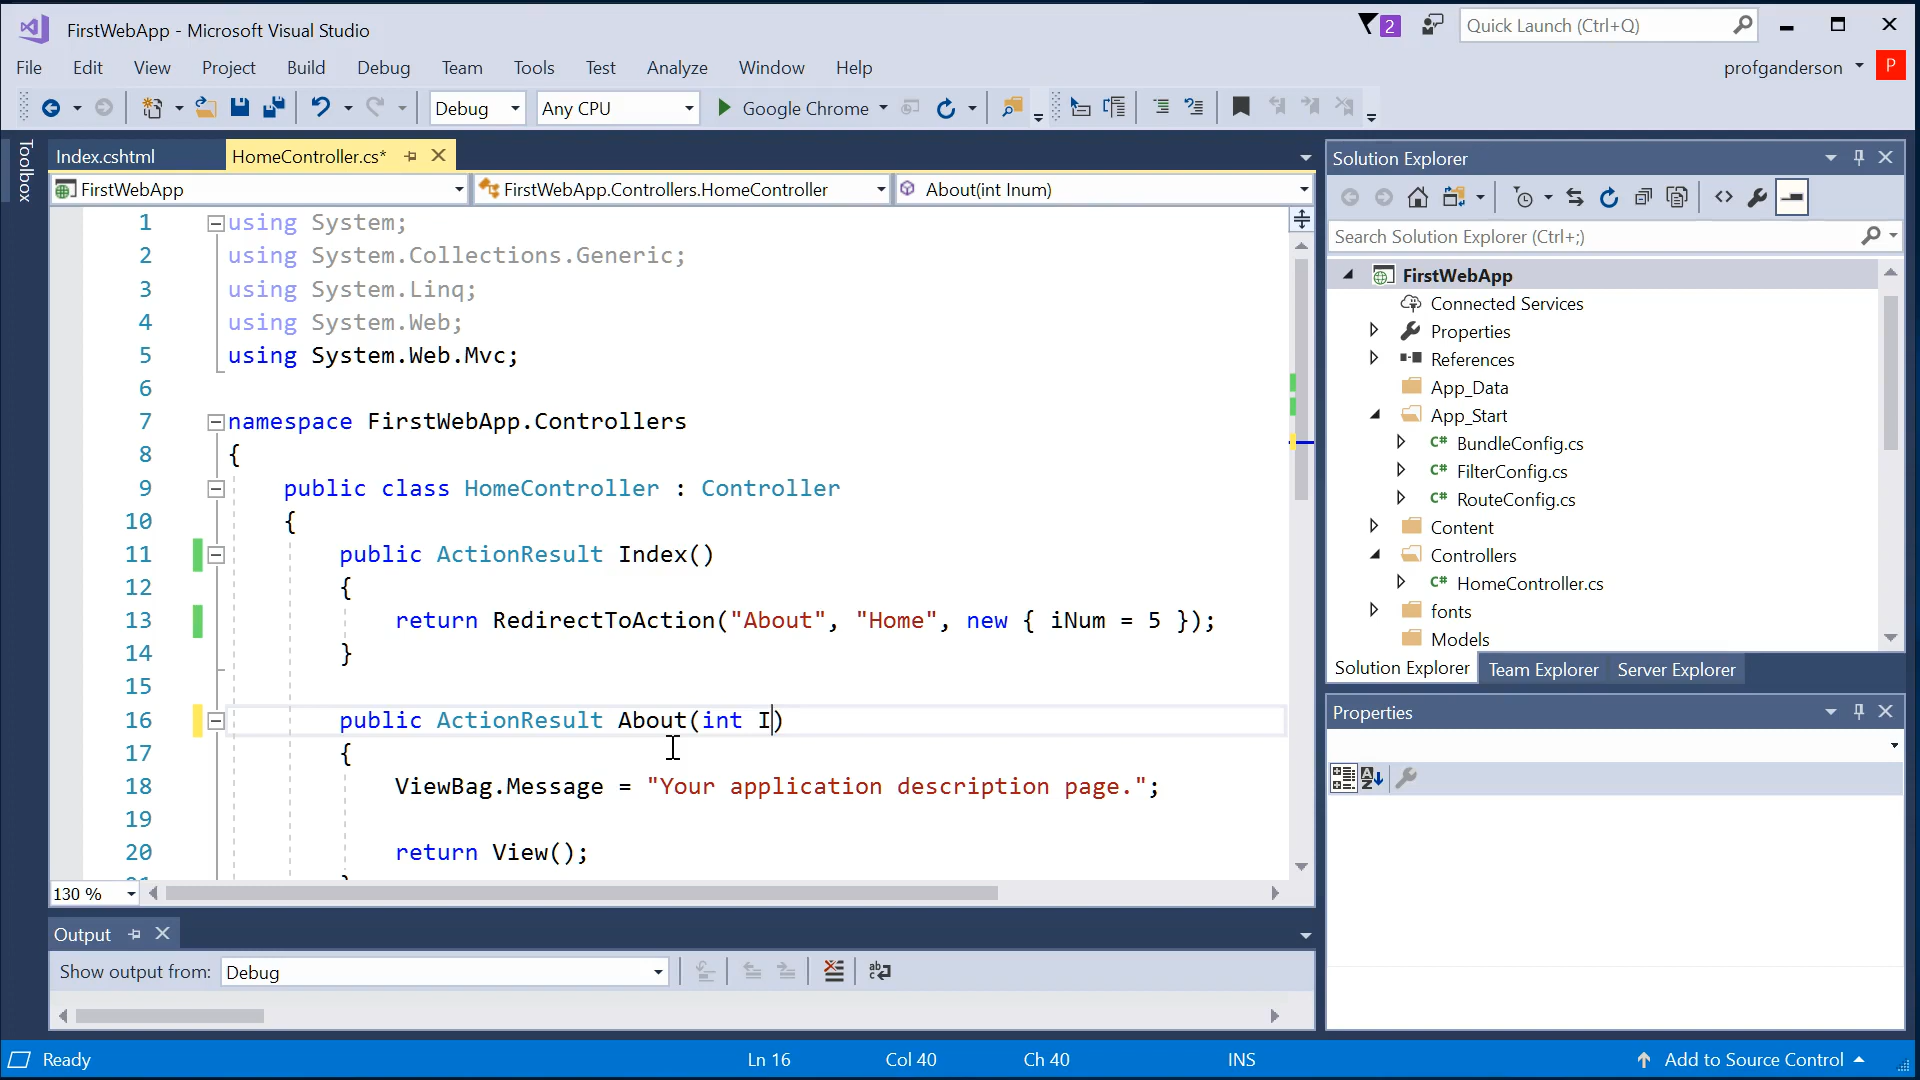 FirstWebApp - Microsoft Visual Studio
2
Quick Launch (Ctrl+Q)
File Edit View Project Build Debug Team Tools Test Analyze Window Help
profganderson P
Debug Any CPU Google Chrome
Toolbox
Index.cshtml HomeController.cs*
FirstWebApp FirstWebApp.Controllers.HomeController About(int Inum)
1 using System;
2 using System.Collections.Generic;
3 using System.Linq;
4 using System.Web;
5 using System.Web.Mvc;
6
7 namespace FirstWebApp.Controllers
8 {
9 public class HomeController : Controller
10 {
11 public ActionResult Index()
12 {
13 return RedirectToAction("About", "Home", new { iNum = 5 });
14 }
15
16 public ActionResult About(int I)
17 {
18 ViewBag.Message = "Your application description page.";
19
20 return View();
130 %
Output
Show output from: Debug
Solution Explorer
Search Solution Explorer (Ctrl+;)
FirstWebApp
Connected Services
Properties
References
App_Data
App_Start
C# BundleConfig.cs
C# FilterConfig.cs
C# RouteConfig.cs
Content
Controllers
C# HomeController.cs
fonts
Models
Solution Explorer Team Explorer Server Explorer
Properties
Ready Ln 16 Col 40 Ch 40 INS Add to Source Control